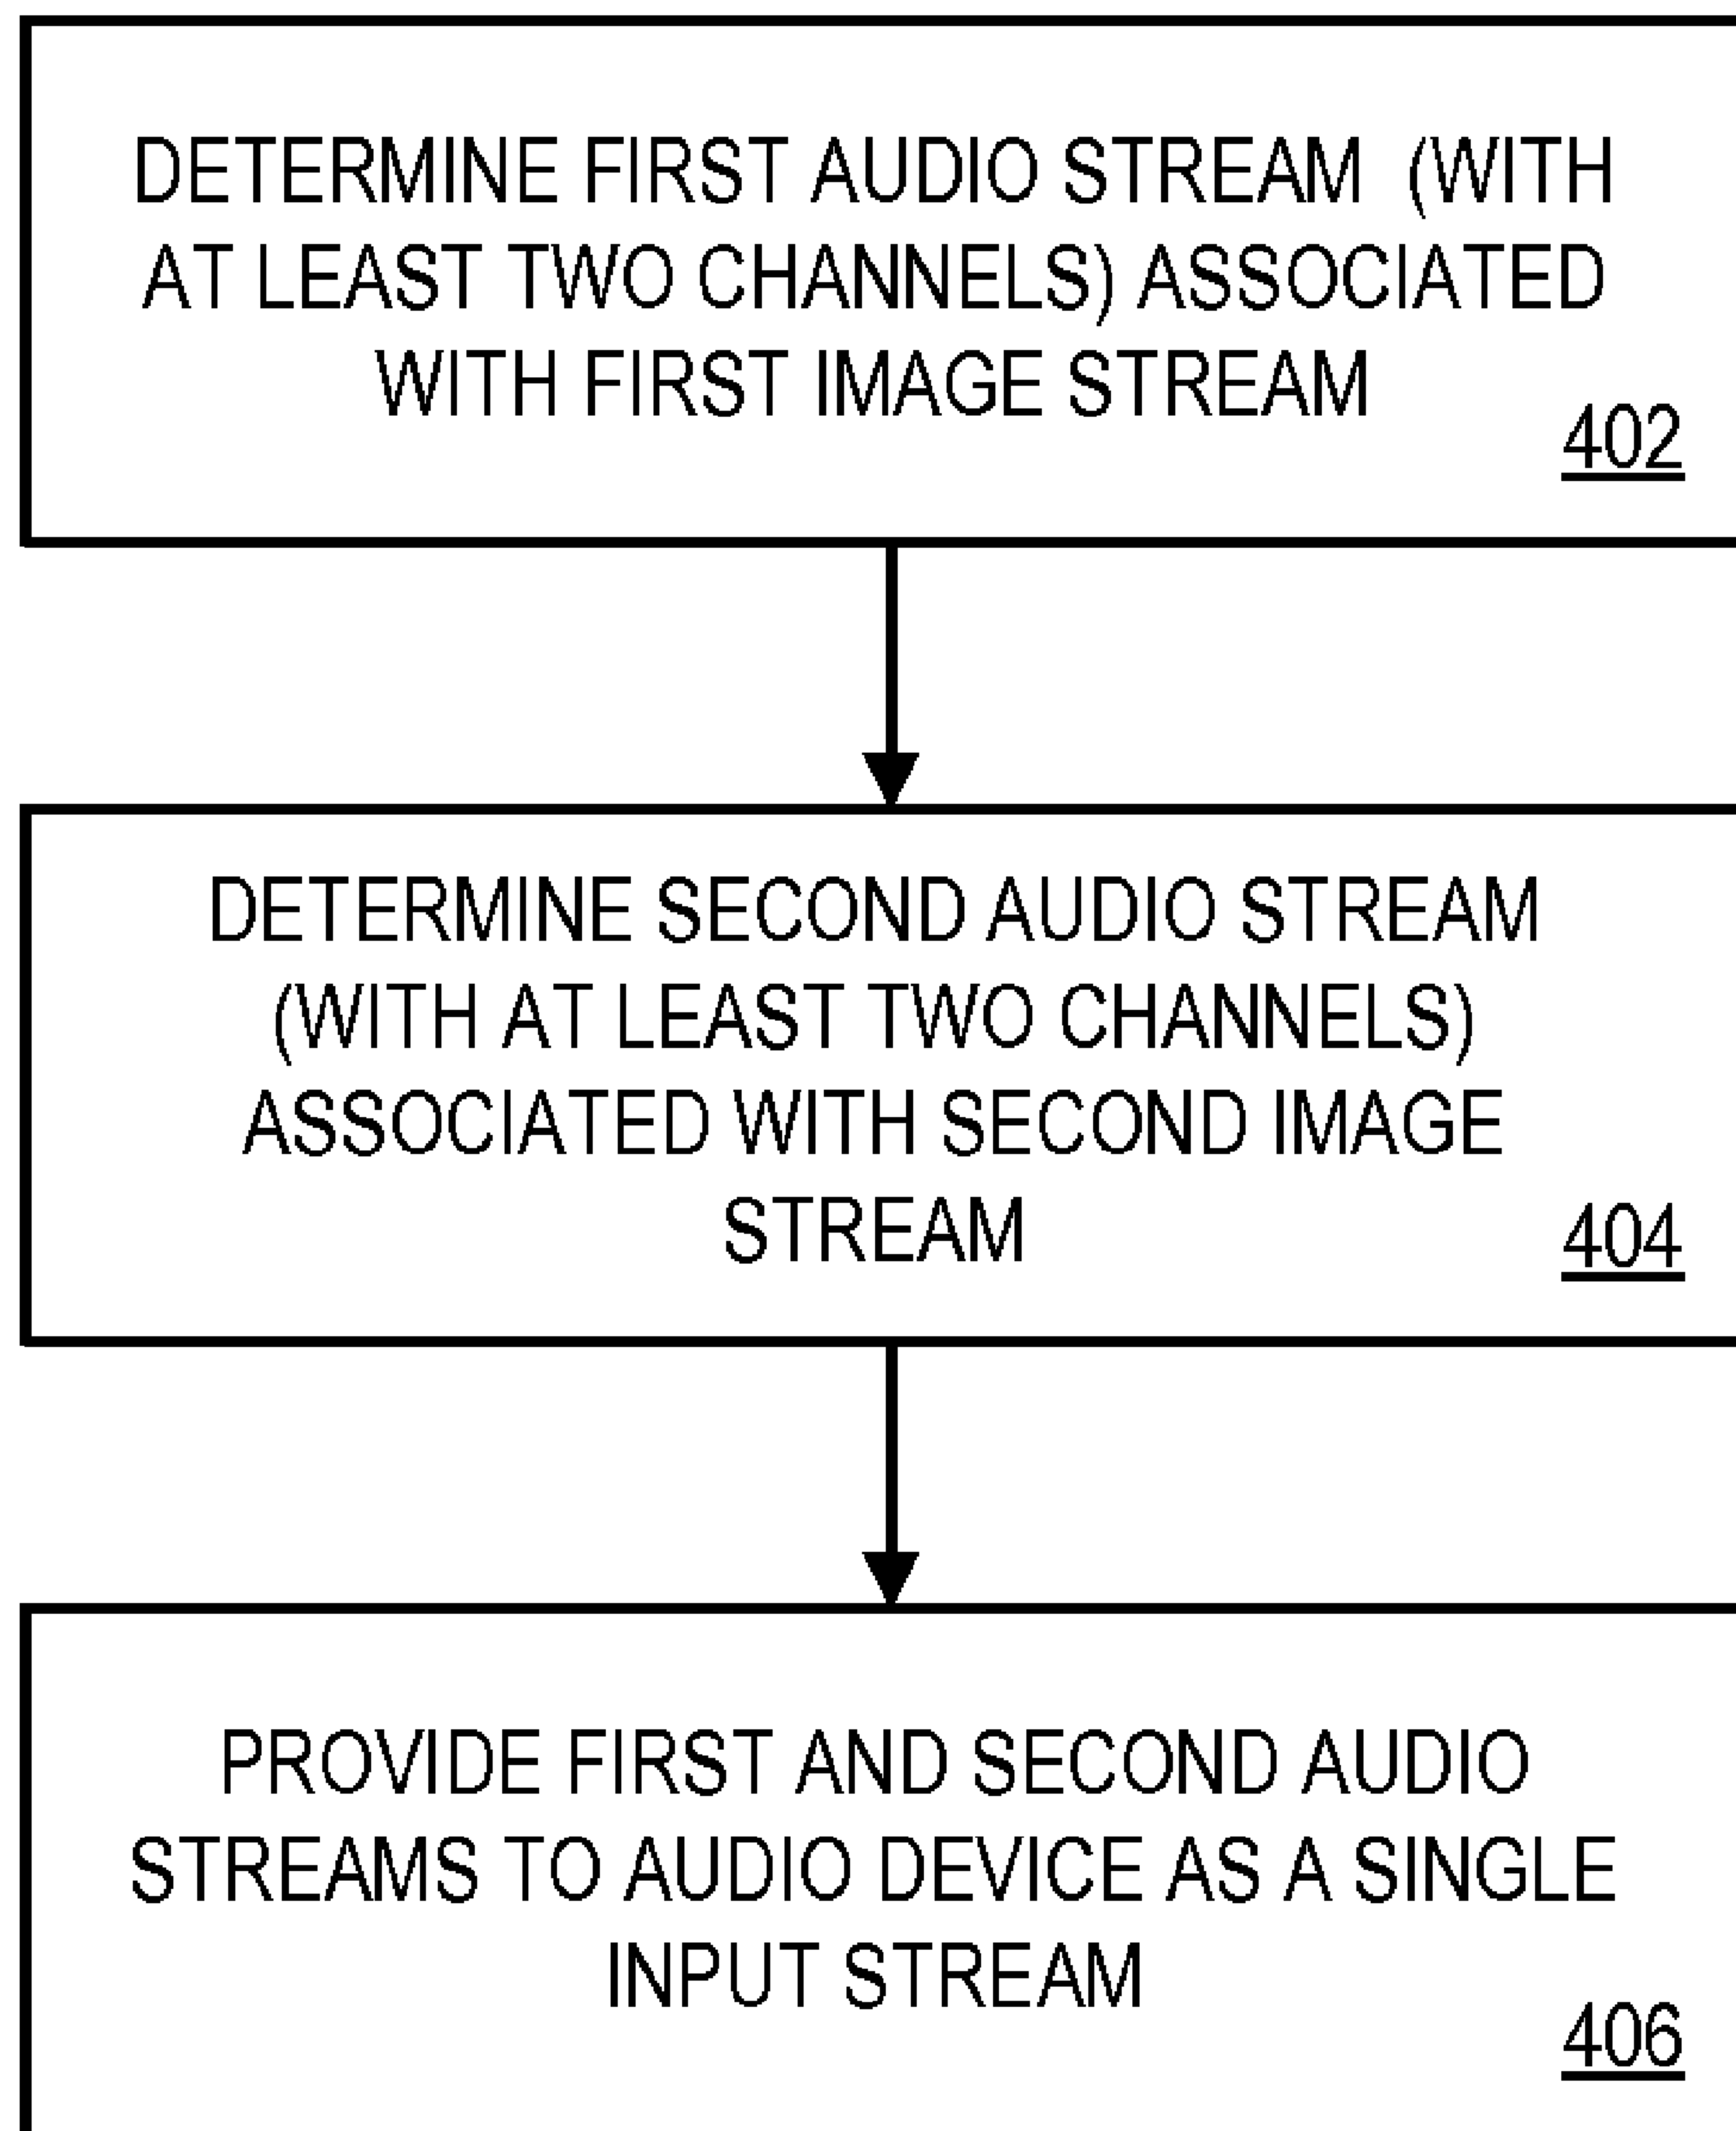 DETERMINE FIRST AUDIO STREAM (WITH
AT LEAST TWO CHANNELS) ASSOCIATED
WITH FIRST IMAGE STREAM
402
DETERMINE SECOND AUDIO STREAM
(WITH AT LEAST TWO CHANNELS)
ASSOCIATED WITH SECOND IMAGE
STREAM
404
PROVIDE FIRST AND SECOND AUDIO
STREAMS TO AUDIO DEVICE AS A SINGLE
INPUT STREAM
406